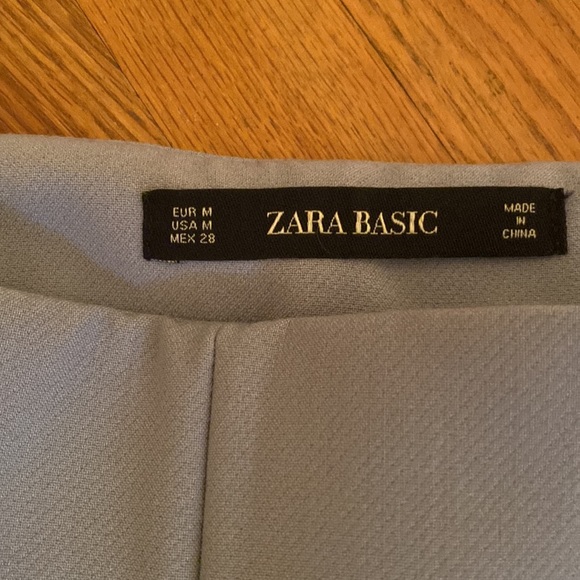 EUR M
USA M
MEX 28
ZARA BASIC
MADE
IN
CHINA